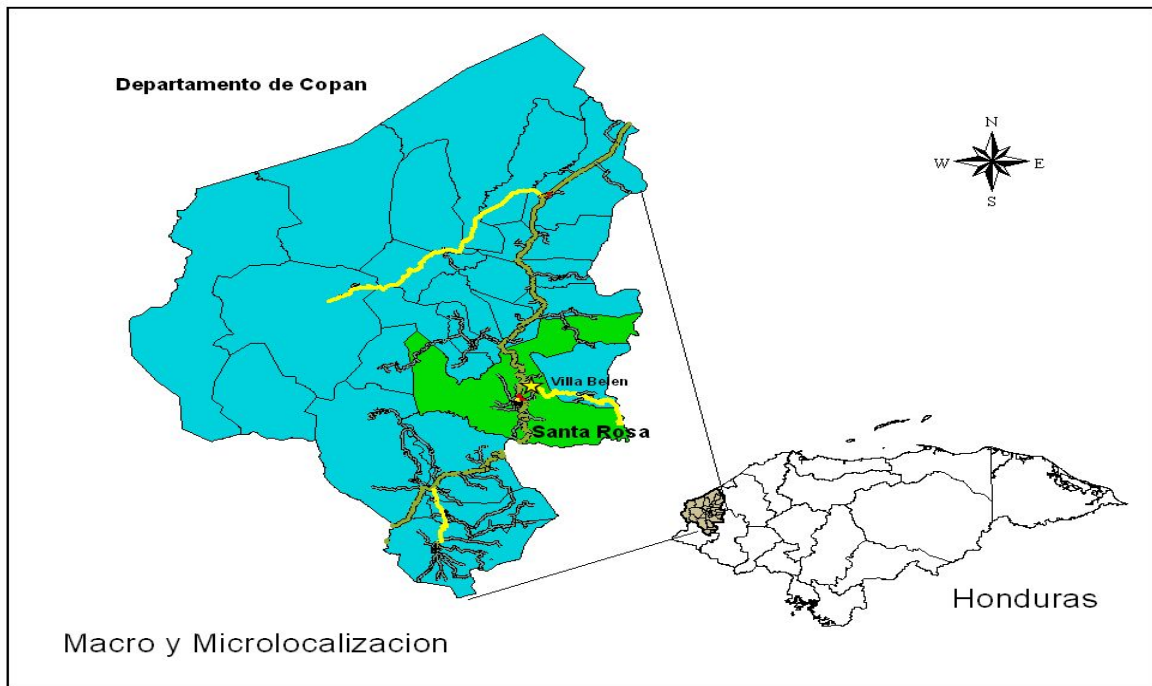 Departamento de Copan
N
W E
S
Villa Belen
Santa Rosa
Honduras
Macro y Microlocalizacion